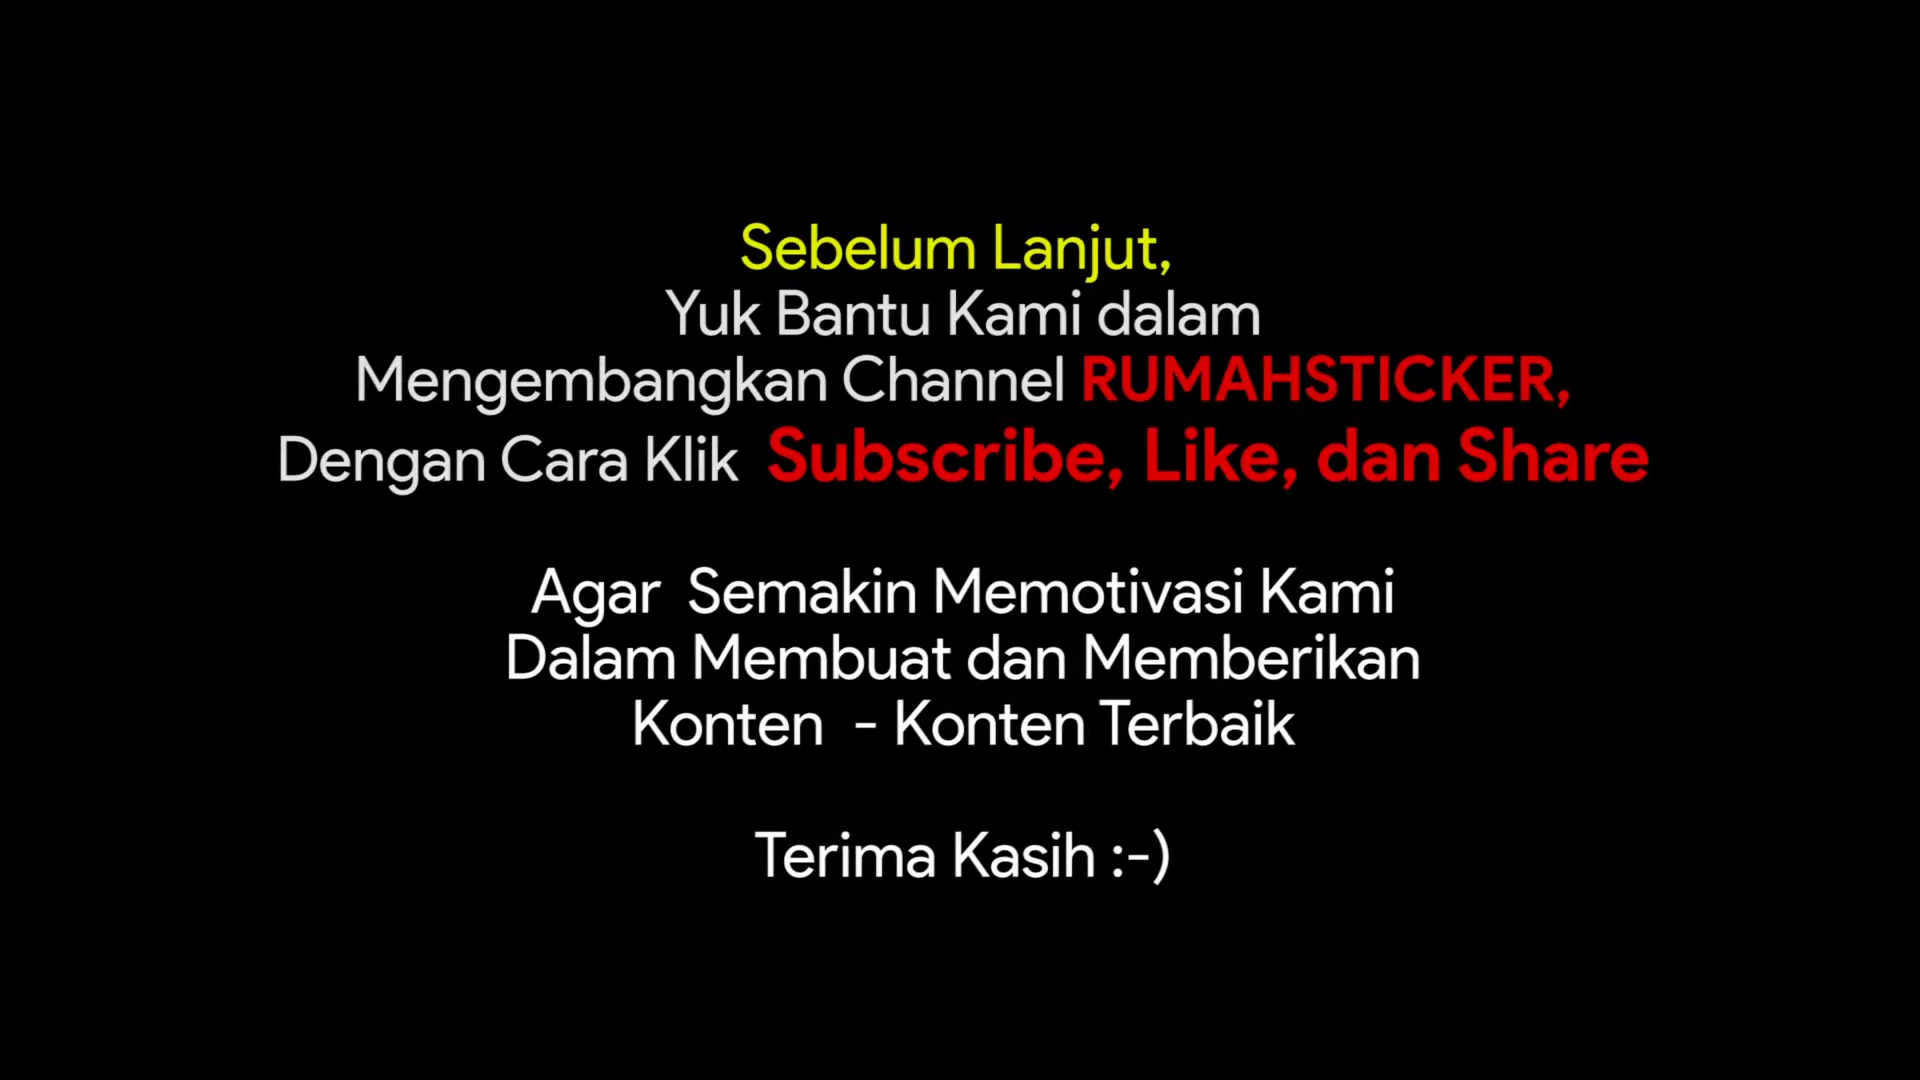 Sebelum Lanjut,
Yuk Bantu Kami dalam
Mengembangkan Channel RUMAHSTICKER,
Dengan Cara Klik  Subscribe, Like, dan Share
Agar  Semakin Memotivasi Kami
Dalam Membuat dan Memberikan
Konten  - Konten Terbaik
Terima Kasih :-)